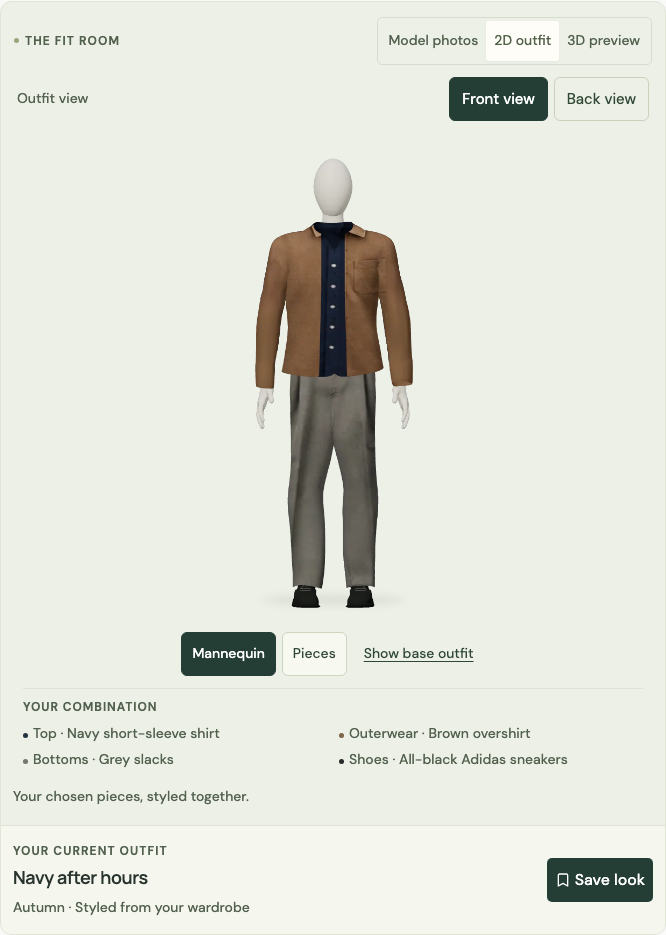 THE FIT ROOM
Model photos 2D outfit 3D preview
Outfit view
Front view Back view
Mannequin Pieces Show base outfit
YOUR COMBINATION
Top · Navy short-sleeve shirt
Outerwear · Brown overshirt
Bottoms · Grey slacks
Shoes · All-black Adidas sneakers
Your chosen pieces, styled together.
YOUR CURRENT OUTFIT
Navy after hours
Autumn · Styled from your wardrobe
Save look